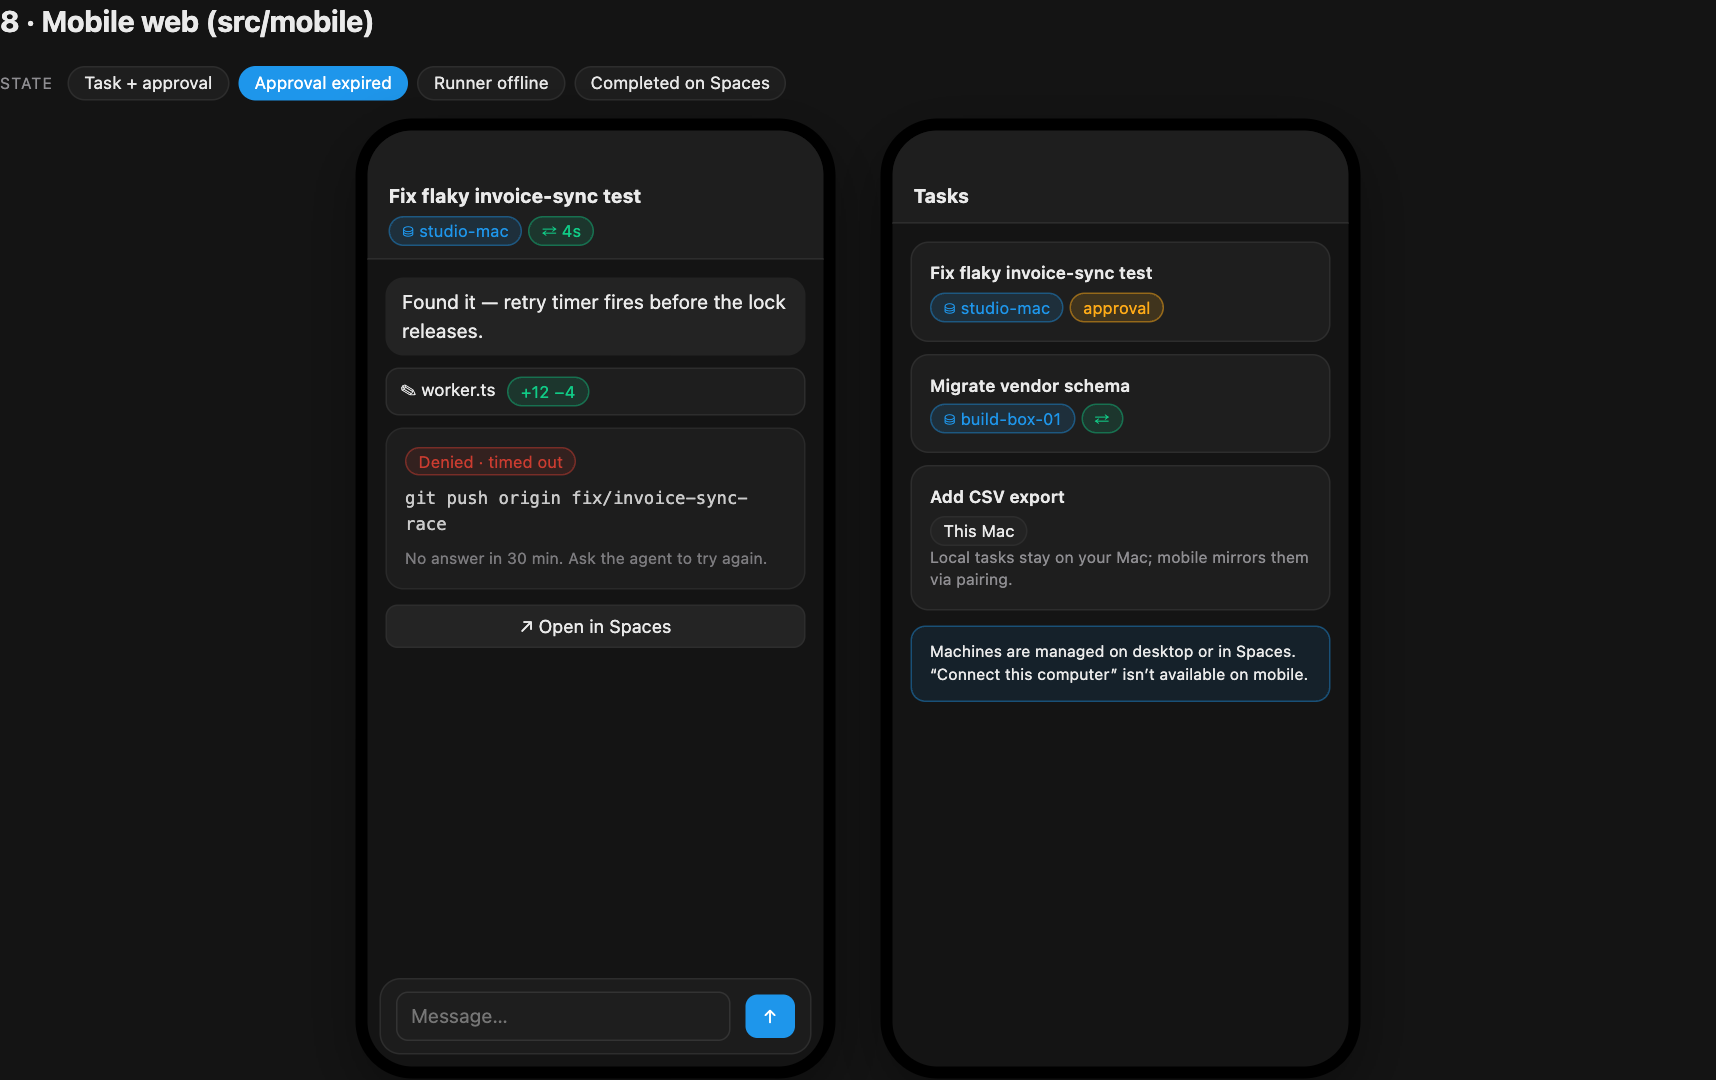 8 · Mobile web (src/mobile)
STATE Task + approval Approval expired Runner offline Completed on Spaces
Fix flaky invoice-sync test
studio-mac ⇄ 4s
Found it — retry timer fires before the lock
releases.
✎ worker.ts +12 −4
Denied · timed out
git push origin fix/invoice-sync-
race
No answer in 30 min. Ask the agent to try again.
↗ Open in Spaces
Message...
↑
Tasks
Fix flaky invoice-sync test
studio-mac approval
Migrate vendor schema
build-box-01 ⇄
Add CSV export
This Mac
Local tasks stay on your Mac; mobile mirrors them
via pairing.
Machines are managed on desktop or in Spaces.
“Connect this computer” isn’t available on mobile.